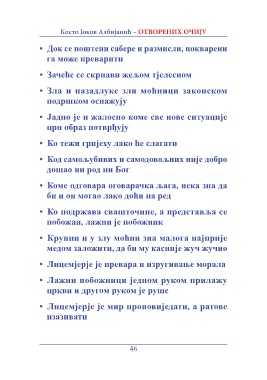 Косто Јоков Албијанић – ОТВОРЕНИХ ОЧИЈУ
• Док се поштени сабере и размисли, покварени
га може преварити
• Зачеће се скрнави жељом тјелесном
• Зла иназадлуке зли моћници законском
подршком оснажују
• Јадно је и жалосно коме све нове ситуације
црн образ потврђују
• Ко тежи гријеху лако ће слагати
• Код самољубивих и самодовољних није добро
дошао ни род ни Бог
• Коме одговара оговарачка љага, нека зна да
би и он могао лако доћи на ред
• Ко подржава свашточине, а представља се
побожан, лажни је побожник
• Крупни и у злу моћни зна малога најприје
медом заложити, да би му касније жуч жучио
• Лицемјерје је превара и изругивање морала
• Лажни побожници једном руком прилажу
цркви и другом руком је руше
• Лицемјерје је мир проповиједати, а ратове
изазивати
46